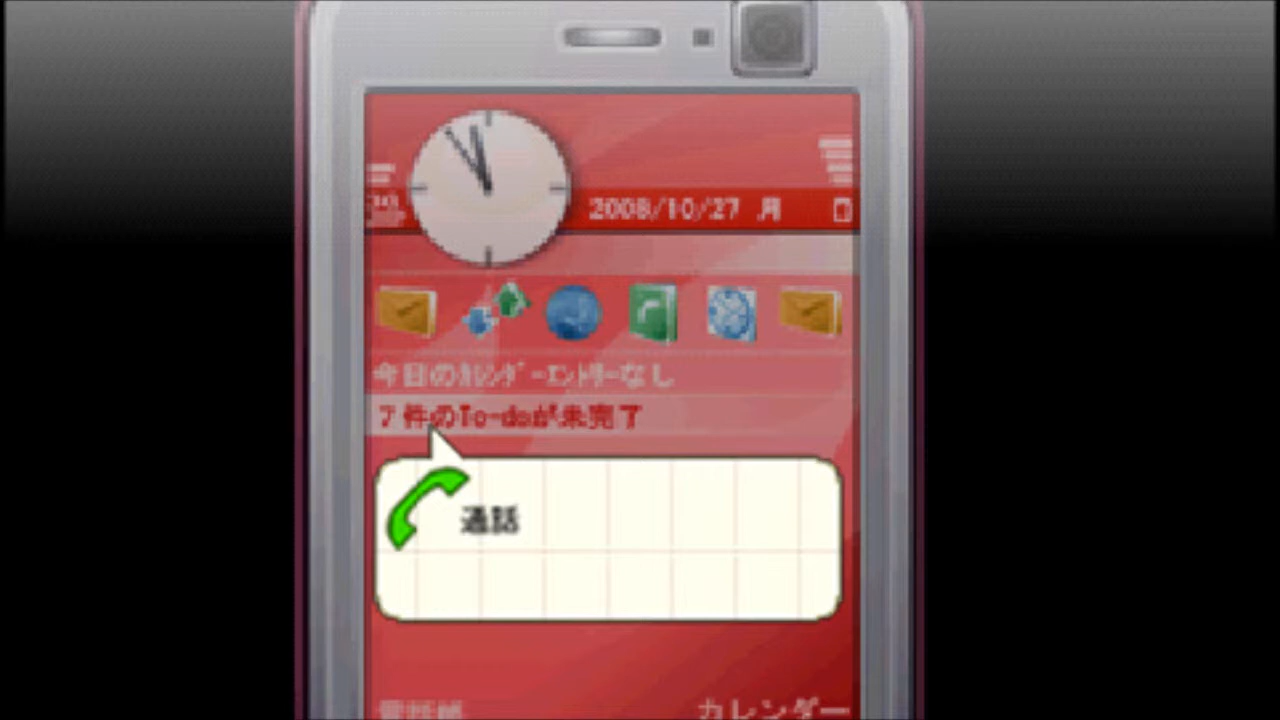 3G
2008/10/27 月
今日のｶﾚﾝﾀﾞｰｴﾝﾄﾘｰなし
7 件のTo-doが未完了
通話
電話帳
カレンダー